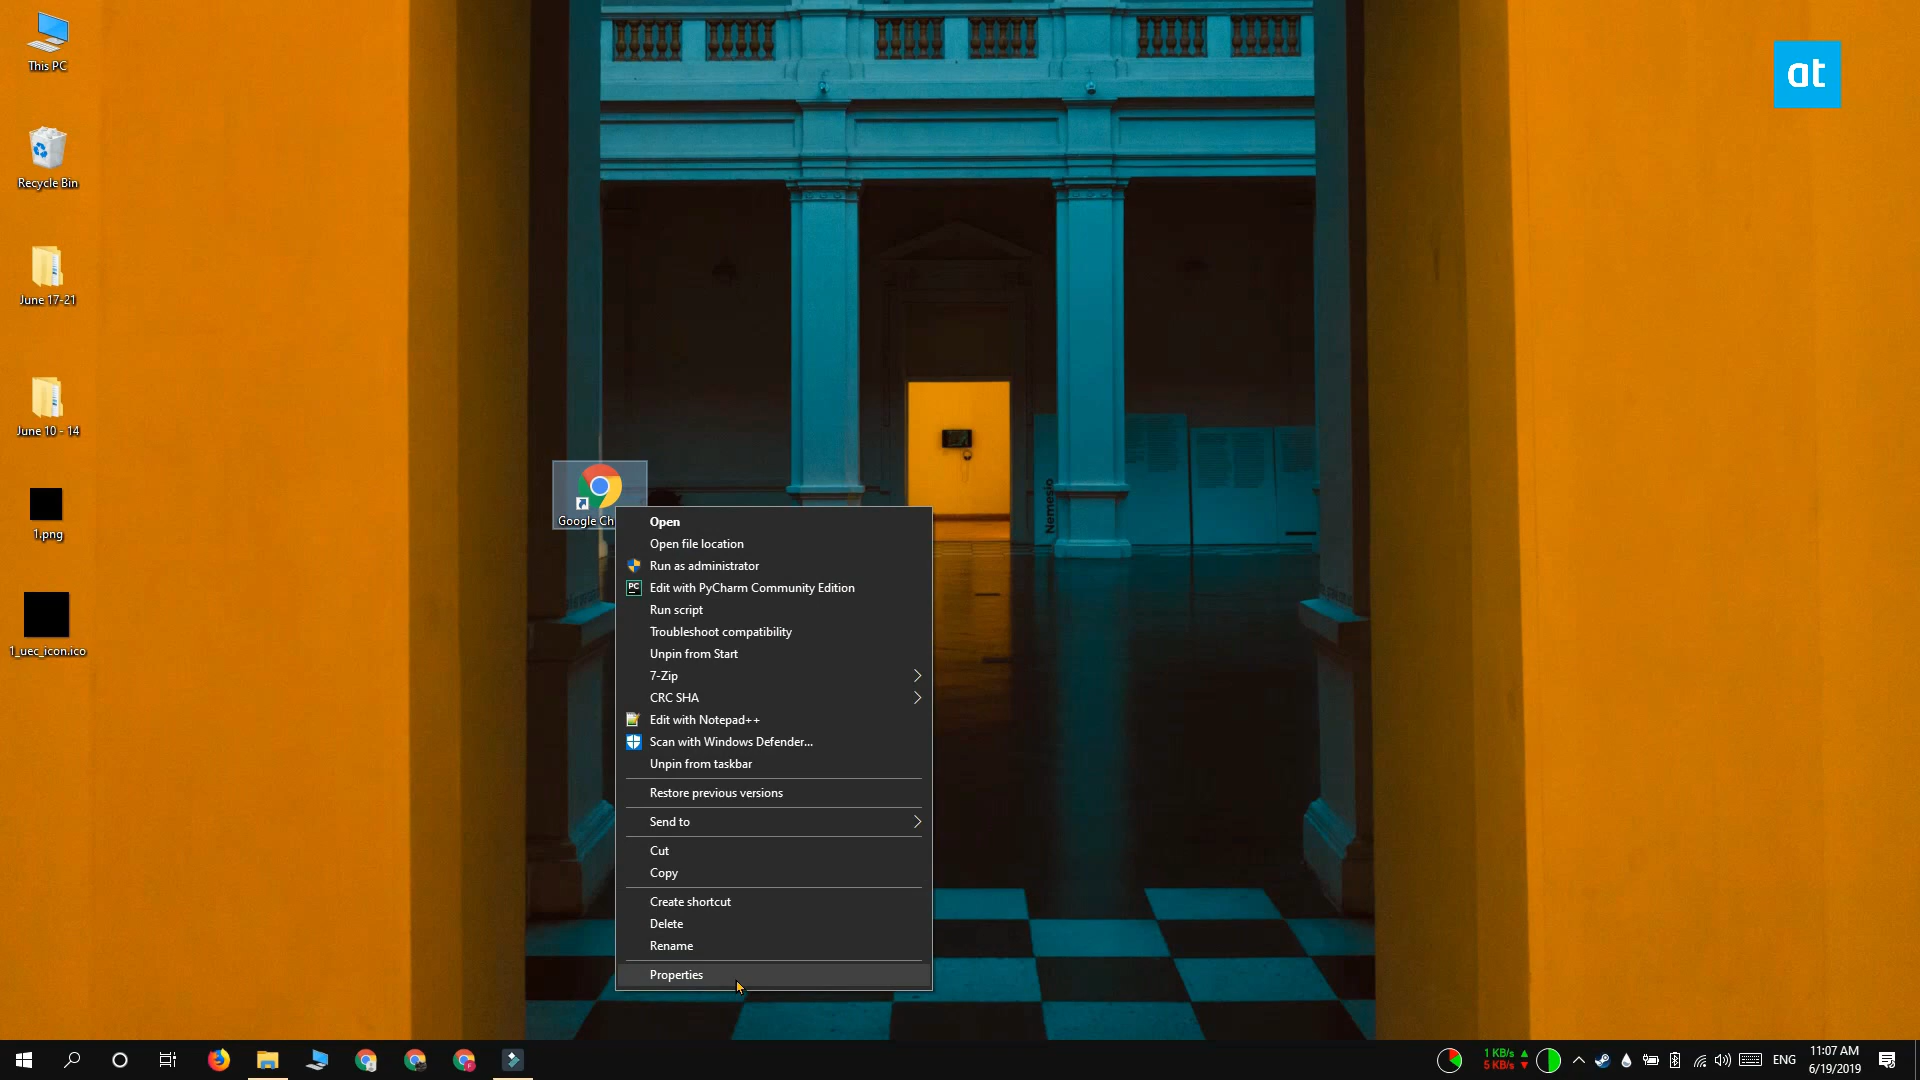 This PC
Recycle Bin
June 17-21
June 10 - 14
1.png
1_uec_icon.ico
at
Nemesio
Google Ch
Open
Open file location
Run as administrator
PC
Edit with PyCharm Community Edition
Run script
Troubleshoot compatibility
Unpin from Start
7-Zip
CRC SHA
Edit with Notepad++
Scan with Windows Defender...
Unpin from taskbar
Restore previous versions
Send to
Cut
Copy
Create shortcut
Delete
Rename
Properties
1 KB/s
5 KB/s
ENG
11:07 AM
6/19/2019